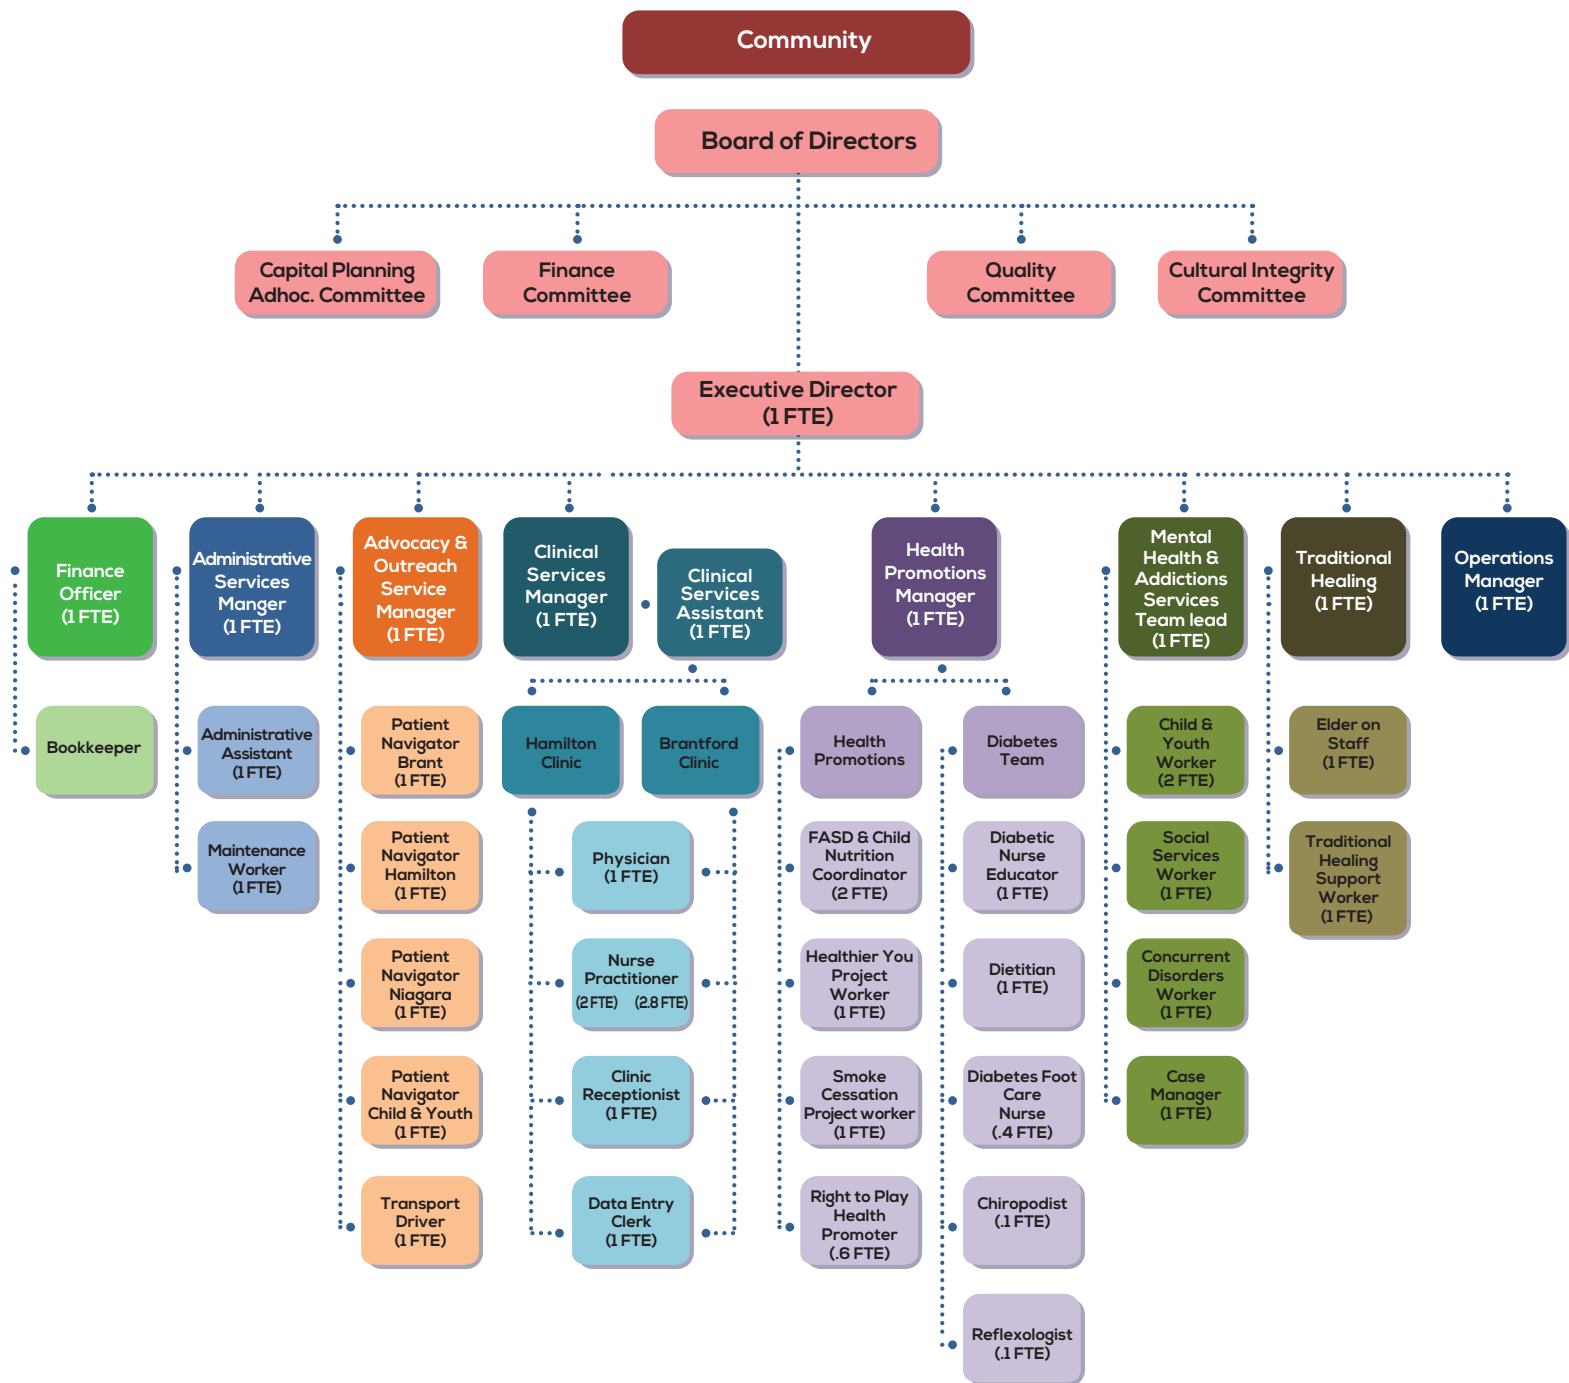 Community
Board of Directors
Capital Planning
Adhoc. Committee
Finance
Committee
Quality
Committee
Cultural Integrity
Committee
Executive Director
(1 FTE)
Finance
Officer
(1 FTE)
Administrative
Services
Manger
(1 FTE)
Advocacy &
Outreach
Service
Manager
(1 FTE)
Clinical
Services
Manager
(1 FTE)
Clinical
Services
Assistant
(1 FTE)
Health
Promotions
Manager
(1 FTE)
Mental
Health &
Addictions
Services
Team lead
(1 FTE)
Traditional
Healing
(1 FTE)
Operations
Manager
(1 FTE)
Bookkeeper
Administrative
Assistant
(1 FTE)
Maintenance
Worker
(1 FTE)
Patient
Navigator
Brant
(1 FTE)
Patient
Navigator
Hamilton
(1 FTE)
Patient
Navigator
Niagara
(1 FTE)
Patient
Navigator
Child & Youth
(1 FTE)
Transport
Driver
(1 FTE)
Hamilton
Clinic
Brantford
Clinic
Physician
(1 FTE)
Nurse
Practitioner
(2 FTE) (2.8 FTE)
Clinic
Receptionist
(1 FTE)
Data Entry
Clerk
(1 FTE)
Health
Promotions
FASD & Child
Nutrition
Coordinator
(2 FTE)
Healthier You
Project
Worker
(1 FTE)
Smoke
Cessation
Project worker
(1 FTE)
Right to Play
Health
Promoter
(.6 FTE)
Diabetes
Team
Diabetic
Nurse
Educator
(1 FTE)
Dietitian
(1 FTE)
Diabetes Foot
Care
Nurse
(.4 FTE)
Chiropodist
(.1 FTE)
Reflexologist
(.1 FTE)
Child &
Youth
Worker
(2 FTE)
Social
Services
Worker
(1 FTE)
Concurrent
Disorders
Worker
(1 FTE)
Case
Manager
(1 FTE)
Elder on
Staff
(1 FTE)
Traditional
Healing
Support
Worker
(1 FTE)